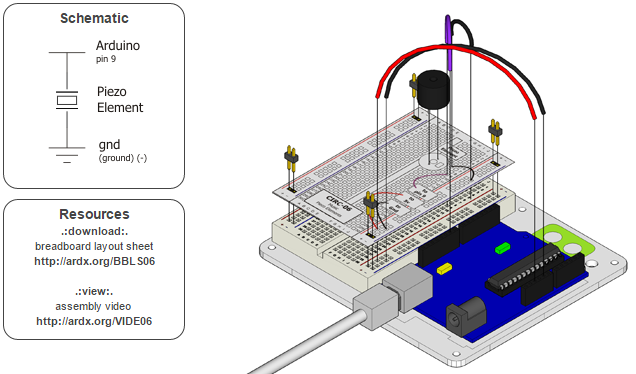 Schematic
Arduino
pin 9
Piezo
Element
gnd
(ground) (-)
Resources
.:download:.
breadboard layout sheet
http://ardx.org/BBLS06
.:view:.
assembly video
http://ardx.org/VIDE06
CIRC-06